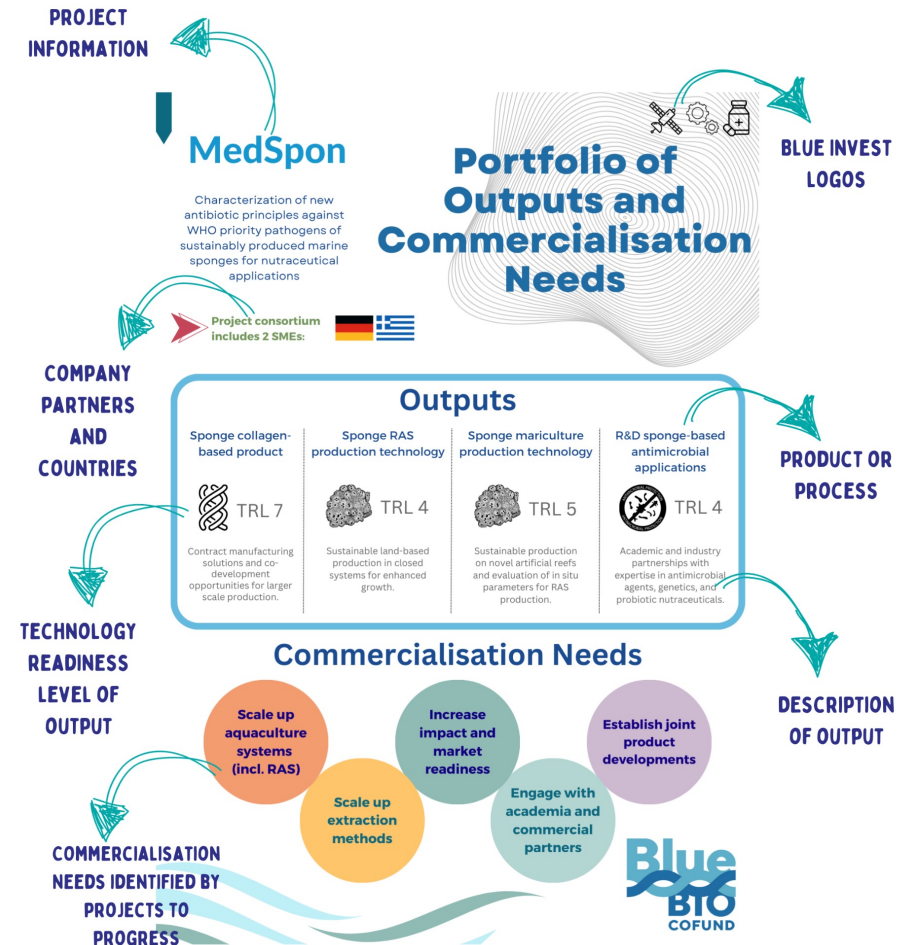 PROJECT
INFORMATION
MedSpon
Characterization of new
antibiotic principles against
WHO priority pathogens of
sustainably produced marine
sponges for nutraceutical
applications
Portfolio of
Outputs and
Commercialisation
Needs
BLUE INVEST
LOGOS
Project consortium
includes 2 SMEs:
COMPANY
PARTNERS
AND
COUNTRIES
Outputs
Sponge collagen-
based product
TRL 7
Contract manufacturing
solutions and co-
development
opportunities for larger
scale production.
Sponge RAS
production technology
TRL 4
Sustainable land-based
production in closed
systems for enhanced
growth.
Sponge mariculture
production technology
TRL 5
Sustainable production
on novel artificial reefs
and evaluation of in situ
parameters for RAS
production.
R&D sponge-based
antimicrobial
applications
TRL 4
Academic and industry
partnerships with
expertise in antimicrobial
agents, genetics, and
probiotic nutraceuticals.
PRODUCT OR
PROCESS
TECHNOLOGY
READINESS
LEVEL OF
OUTPUT
DESCRIPTION
OF OUTPUT
Commercialisation Needs
Scale up
aquaculture
systems
(incl. RAS)
Scale up
extraction
methods
Increase
impact and
market
readiness
Engage with
academia and
commercial
partners
Establish joint
product
developments
COMMERCIALISATION
NEEDS IDENTIFIED BY
PROJECTS TO
PROGRESS
Blue
BIO
COFUND